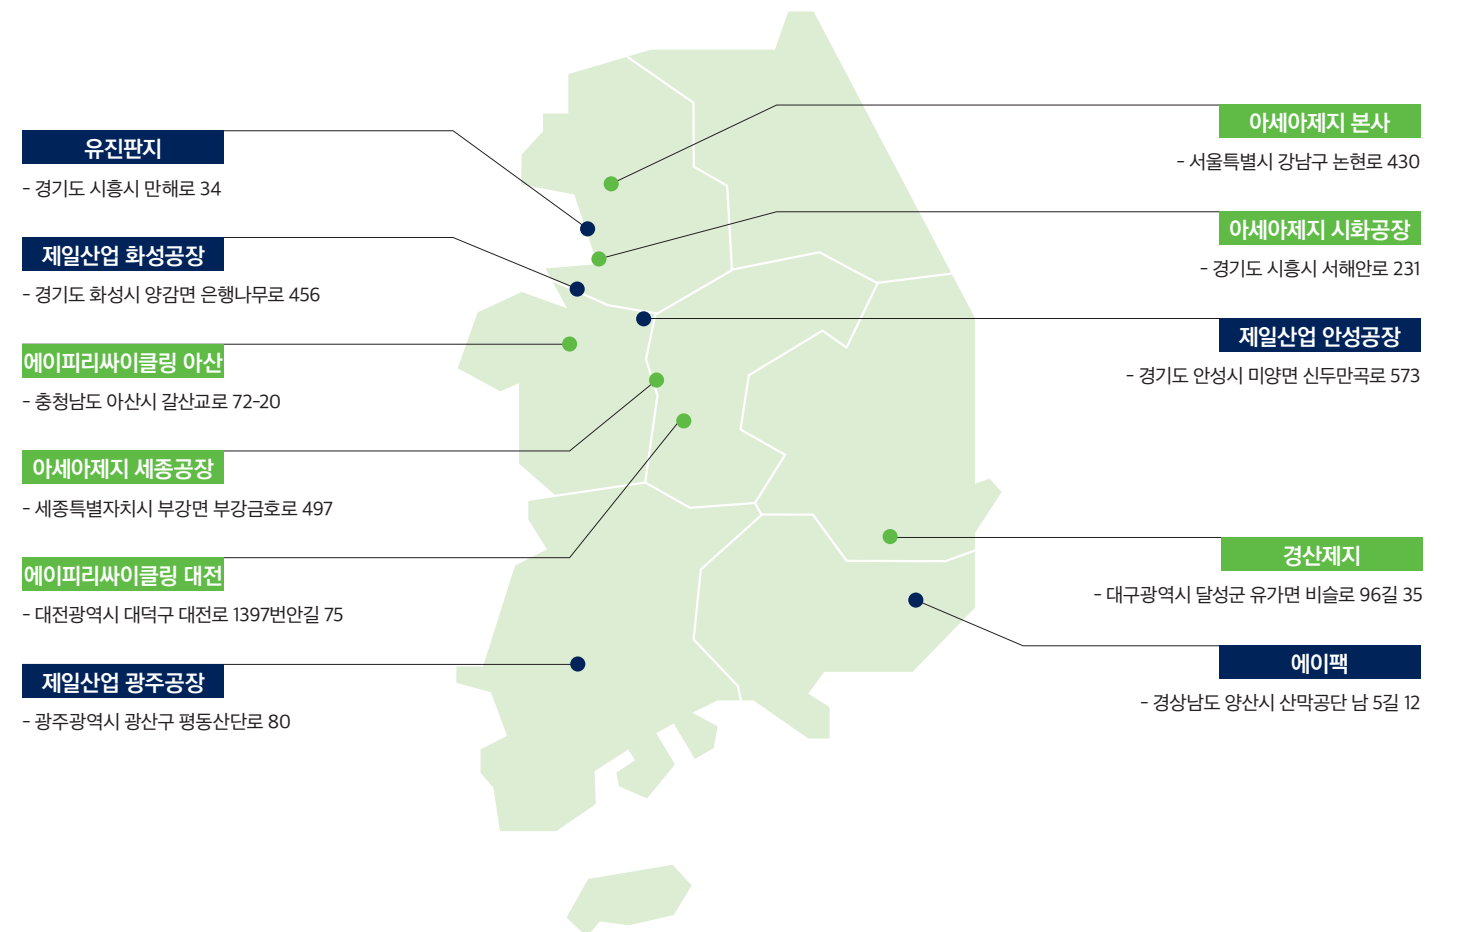 유진판지
- 경기도 시흥시 만해로 34
제일산업 화성공장
- 경기도 화성시 양감면 은행나무로 456
에이피리싸이클링 아산
- 충청남도 아산시 갈산교로 72-20
아세아제지 세종공장
- 세종특별자치시 부강면 부강금호로 497
에이피리싸이클링 대전
- 대전광역시 대덕구 대전로 1397번안길 75
제일산업 광주공장
- 광주광역시 광산구 평동산단로 80
아세아제지 본사
- 서울특별시 강남구 논현로 430
아세아제지 시화공장
- 경기도 시흥시 서해안로 231
제일산업 안성공장
- 경기도 안성시 미양면 신두만곡로 573
경산제지
- 대구광역시 달성군 유가면 비슬로 96길 35
에이팩
- 경상남도 양산시 산막공단 남 5길 12